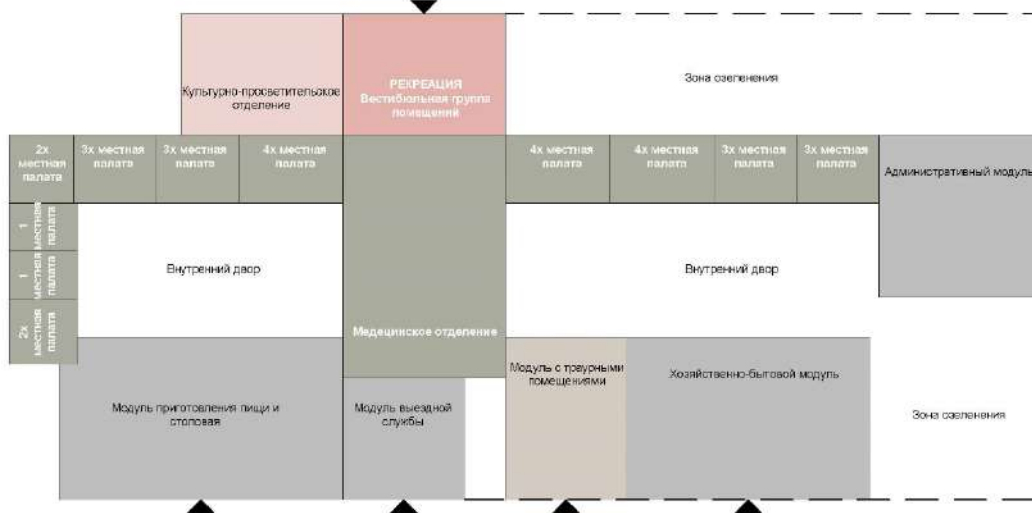 Культурно-просветительское
отделение
РЕКРЕАЦИЯ
Вестибюльная группа
помещений
Зона озеленения
2х
местная
палата
3х местная
палата
3х местная
палата
4х местная
палата
4х местная
палата
4х местная
палата
3х местная
палата
3х местная
палата
Административный модуль
1
местная
палата
1
местная
палата
2х
местная
палата
Внутренний двор
Внутренний двор
Медецинское отделение
Модуль приготовления пищи и
столовая
Модуль выездной
службы
Модуль с траурными
помещениями
Хозяйственно-бытовой модуль
Зона озеленения